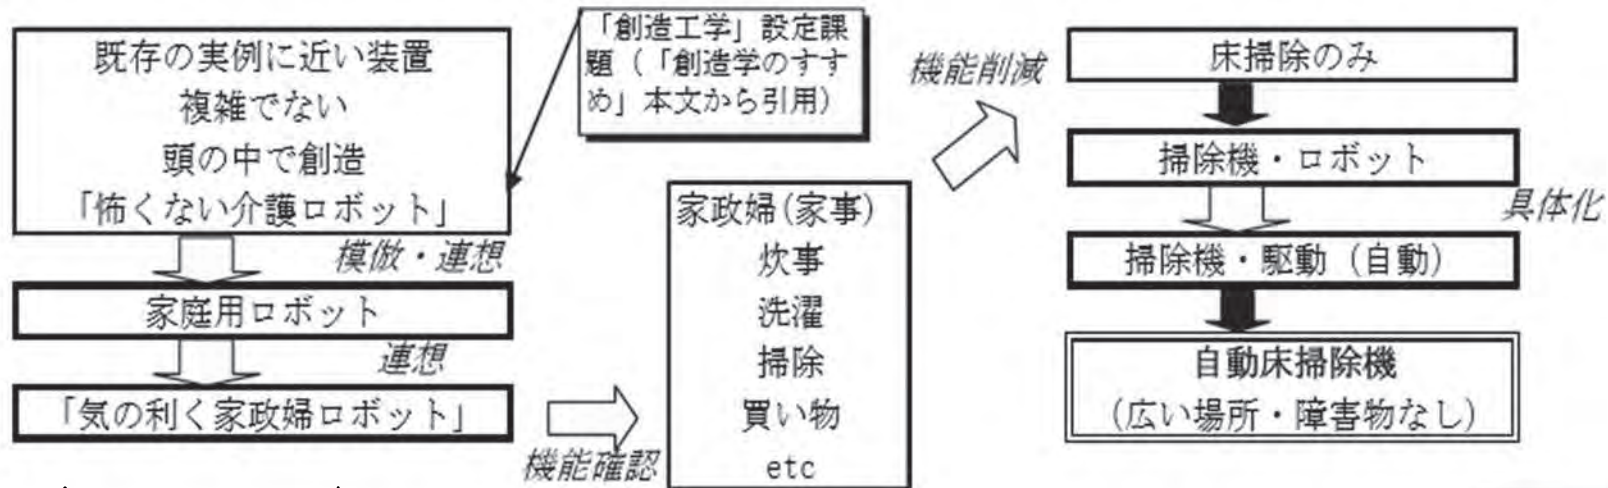 既存の実例に近い装置
複雑でない
頭の中で創造
「怖くない介護ロボット」
模倣・連想
家庭用ロボット
連想
「気の利く家政婦ロボット」
機能確認
「創造工学」設定課
題（「創造学のすす
め」本文から引用）
家政婦(家事)
炊事
洗濯
掃除
買い物
etc
機能削減
床掃除のみ
掃除機・ロボット
具体化
掃除機・駆動（自動）
自動床掃除機
（広い場所・障害物なし）